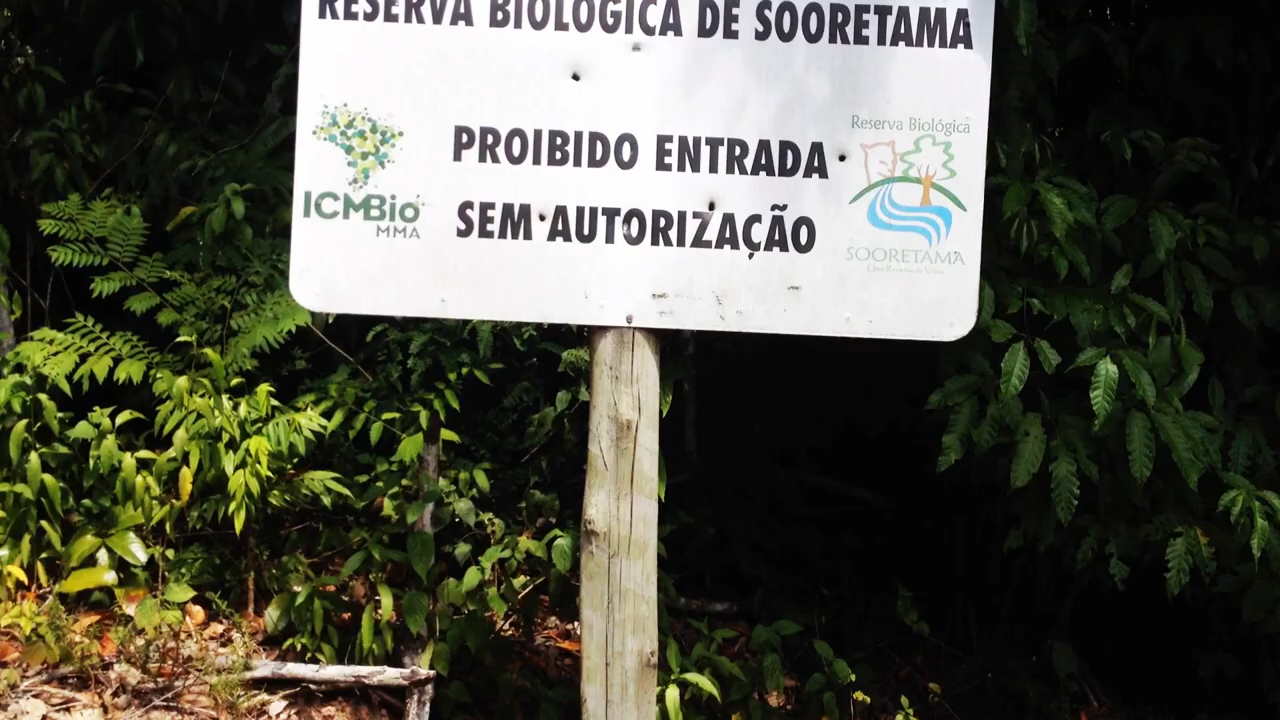 RESERVA BIOLÓGICA DE SOORETAMA
PROIBIDO ENTRADA
SEM AUTORIZAÇÃO
ICMBio
MMA
Reserva Biológica
SOORETAMA